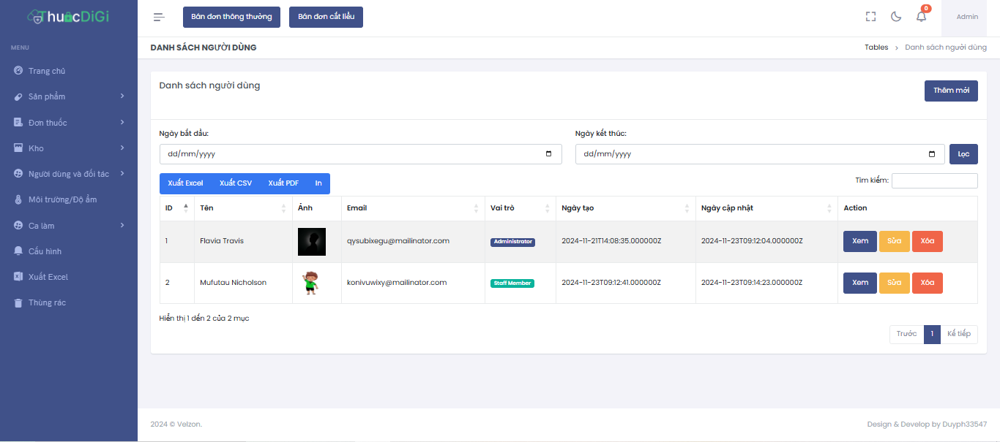 ThuocDiGi
Bán đơn thông thường
Bán đơn cắt liều
0
Admin
MENU
Trang chủ
Sản phẩm
Đơn thuốc
Kho
Người dùng và đối tác
Môi trường/Độ ẩm
Ca làm
Cấu hình
Xuất Excel
Thùng rác
DANH SÁCH NGƯỜI DÙNG
Tables > Danh sách người dùng
Danh sách người dùng
Thêm mới
Ngày bắt đầu:
Ngày kết thúc:
dd/mm/yyyy
dd/mm/yyyy
Lọc
Xuất Excel Xuất CSV Xuất PDF In
Tìm kiếm:
ID Tên Ảnh Email Vai trò Ngày tạo Ngày cập nhật Action
1 Flavia Travis qysubixegu@mailinator.com Administrator 2024-11-21T14:08:35.000000Z 2024-11-23T09:12:04.000000Z Xem Sửa Xóa
2 Mufutau Nicholson konivuwixy@mailinator.com Staff Member 2024-11-23T09:12:41.000000Z 2024-11-23T09:14:23.000000Z Xem Sửa Xóa
Hiển thị 1 đến 2 của 2 mục
Trước 1 Kế tiếp
2024 © Velzon.
Design & Develop by Duyph33547